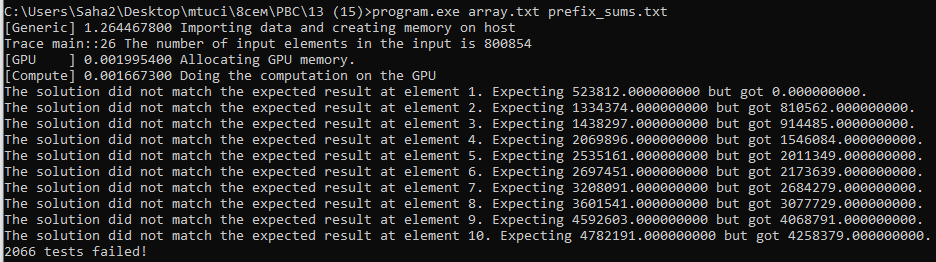 C:\Users\Saha2\Desktop\mtuci\8сем\РВС\13 (15)>program.exe array.txt prefix_sums.txt
[Generic] 1.264467800 Importing data and creating memory on host
Trace main::26 The number of input elements in the input is 800854
[GPU    ] 0.001995400 Allocating GPU memory.
[Compute] 0.001667300 Doing the computation on the GPU
The solution did not match the expected result at element 1. Expecting 523812.000000000 but got 0.000000000.
The solution did not match the expected result at element 2. Expecting 1334374.000000000 but got 810562.000000000.
The solution did not match the expected result at element 3. Expecting 1438297.000000000 but got 914485.000000000.
The solution did not match the expected result at element 4. Expecting 2069896.000000000 but got 1546084.000000000.
The solution did not match the expected result at element 5. Expecting 2535161.000000000 but got 2011349.000000000.
The solution did not match the expected result at element 6. Expecting 2697451.000000000 but got 2173639.000000000.
The solution did not match the expected result at element 7. Expecting 3208091.000000000 but got 2684279.000000000.
The solution did not match the expected result at element 8. Expecting 3601541.000000000 but got 3077729.000000000.
The solution did not match the expected result at element 9. Expecting 4592603.000000000 but got 4068791.000000000.
The solution did not match the expected result at element 10. Expecting 4782191.000000000 but got 4258379.000000000.
2066 tests failed!